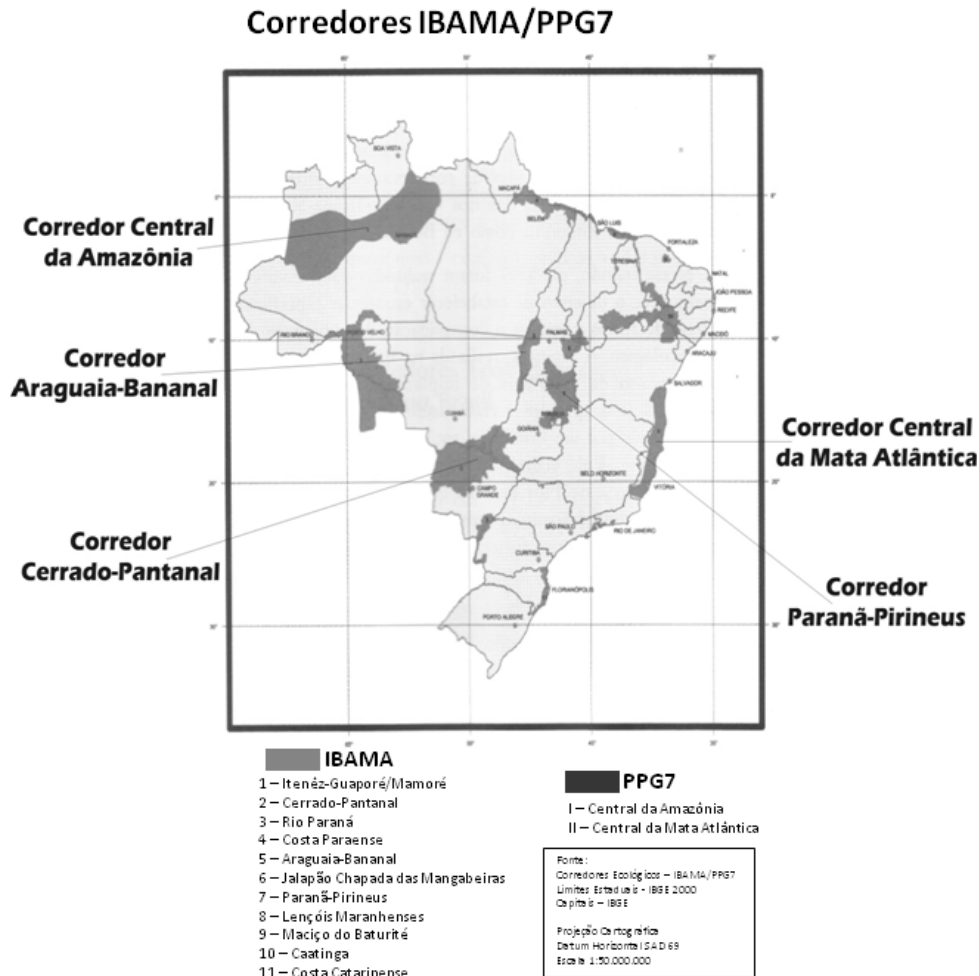 Corredores IBAMA/PPG7
BOA VISTA
MACAPÁ
BELÉM
SÃO LUIS
FORTALEZA
TERESINA
NATAL
JOÃO PESSOA
RECIFE
MACEIÓ
ARACAJU
SALVADOR
PORTO VELHO
RIO BRANCO
PALMAS
CUIABÁ
GOIÂNIA
BELO HORIZONTE
VITÓRIA
CAMPO GRANDE
SÃO PAULO
RIO DE JANEIRO
CURITIBA
FLORIANÓPOLIS
PORTO ALEGRE
Corredor Central
da Amazônia
Corredor
Araguaia-Bananal
Corredor Central
da Mata Atlântica
Corredor
Cerrado-Pantanal
Corredor
Paranã-Pirineus
IBAMA
1 – Itenéz-Guaporé/Mamoré
2 – Cerrado-Pantanal
3 – Rio Paraná
4 – Costa Paraense
5 – Araguaia-Bananal
6 – Jalapão Chapada das Mangabeiras
7 – Paranã-Pirineus
8 – Lençóis Maranhenses
9 – Maciço do Baturité
10 – Caatinga
11 – Costa Catarinense
PPG7
I – Central da Amazónia
II – Central da Mata Atlântica
Fonte:
Corredores Ecológicos – IBAMA/PPG7
Limites Estaduais - IBGE 2000
Capitais – IBGE
Projeção Cartográfica
Datum Horizontal SAD 69
Escala 1:50.000.000